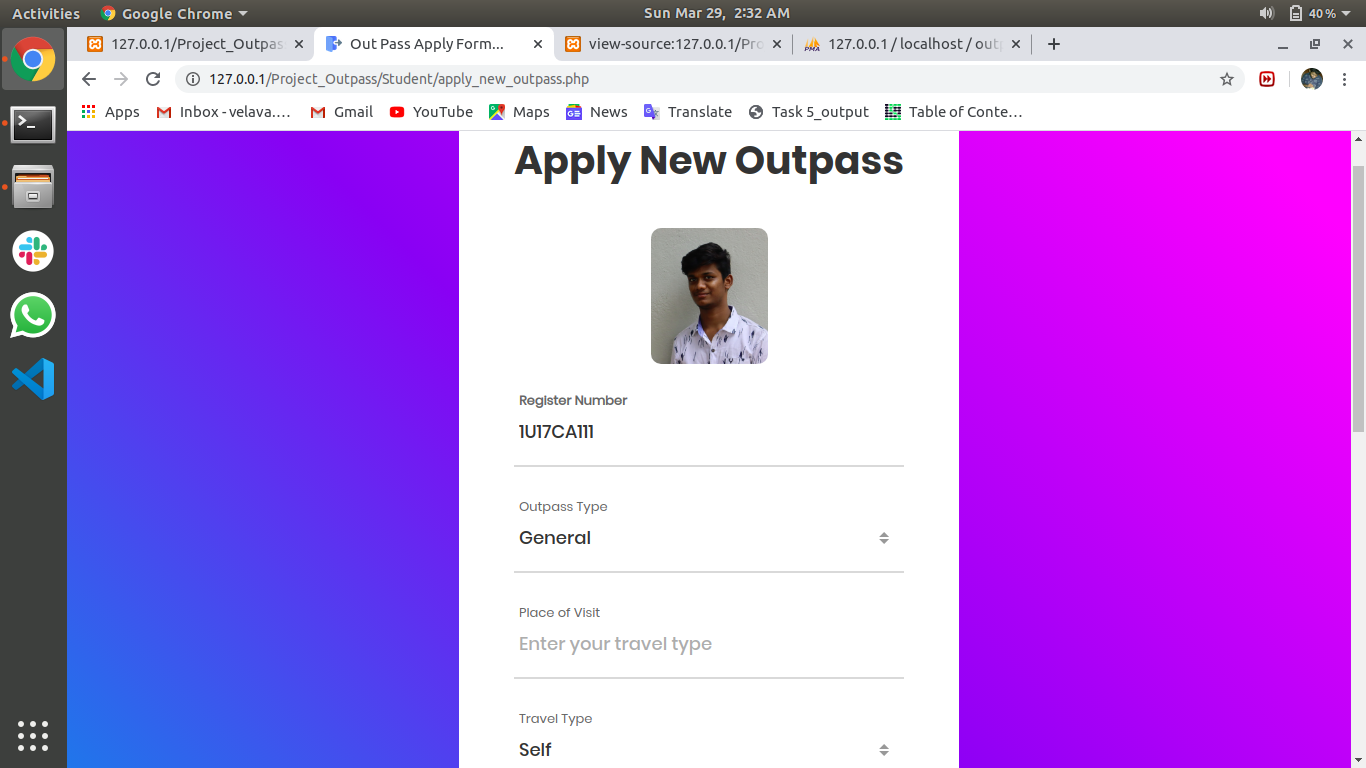 Activities Google Chrome Sun Mar 29, 2:32 AM 40%
127.0.0.1/Project_Outpas Out Pass Apply Form... view-source:127.0.0.1/Pro 127.0.0.1 / localhost / out
127.0.0.1/Project_Outpass/Student/apply_new_outpass.php
Apps Inbox - velava.... Gmail YouTube Maps News Translate Task 5_output Table of Conte...
Apply New Outpass
Register Number
1U17CA111
Outpass Type
General
Place of Visit
Enter your travel type
Travel Type
Self